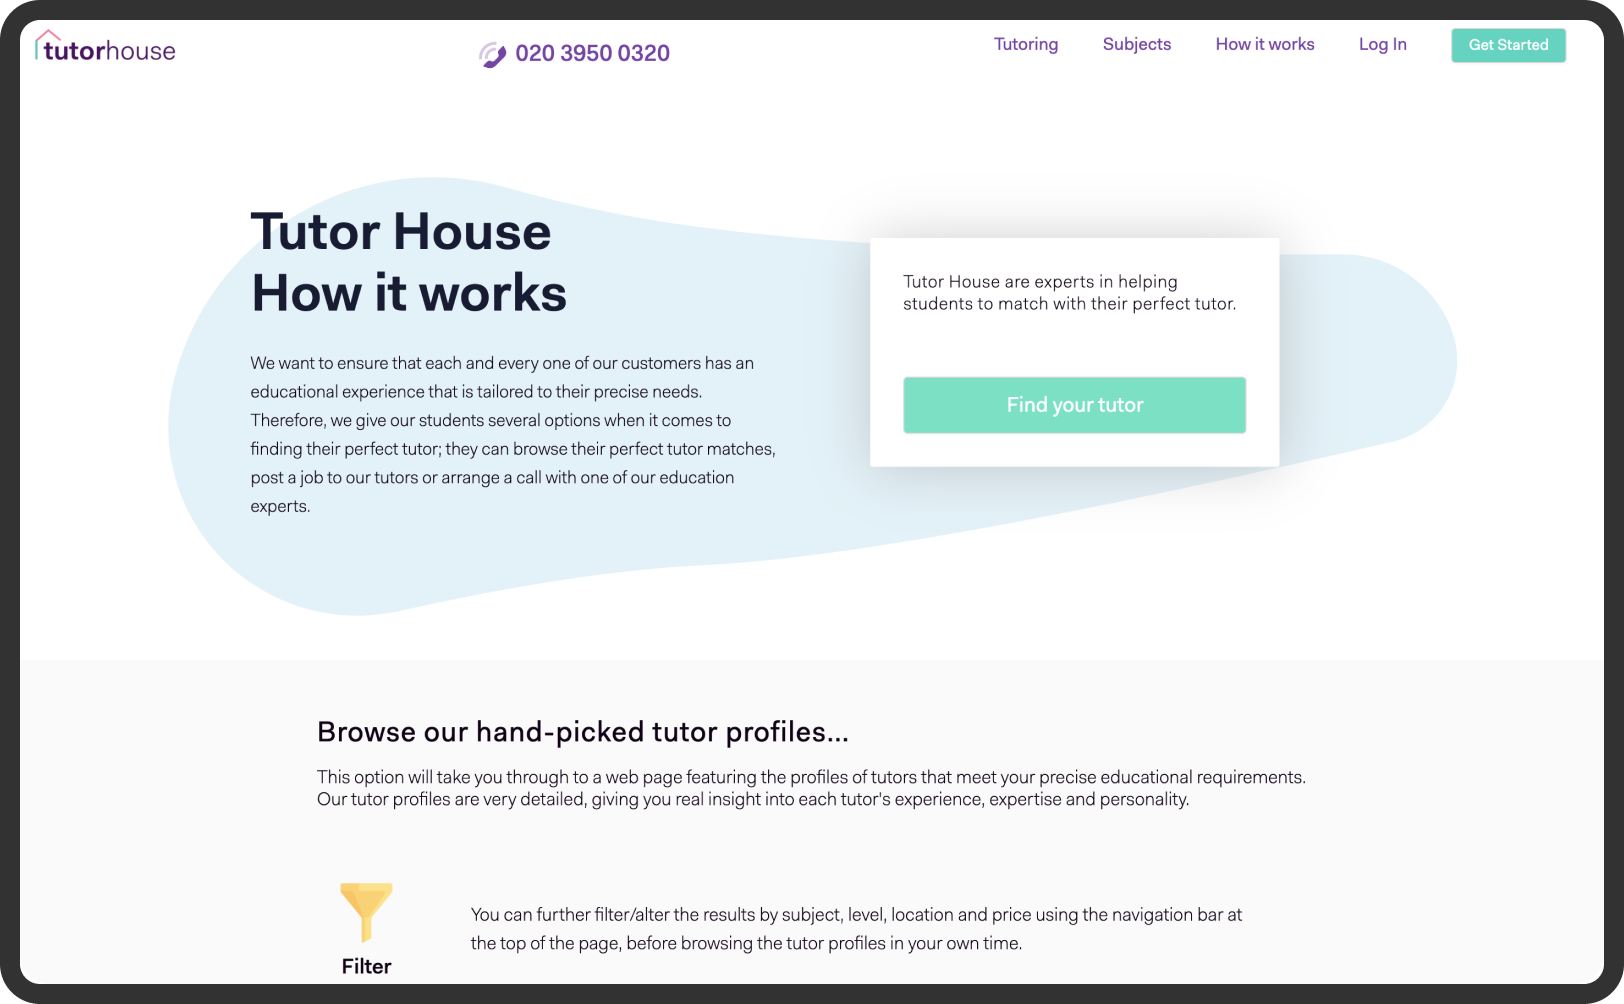 tutorhouse
020 3950 0320
Tutoring
Subjects
How it works
Log In
Get Started
Tutor House
How it works
We want to ensure that each and every one of our customers has an
educational experience that is tailored to their precise needs.
Therefore, we give our students several options when it comes to
finding their perfect tutor; they can browse their perfect tutor matches,
post a job to our tutors or arrange a call with one of our education
experts.
Tutor House are experts in helping
students to match with their perfect tutor.
Find your tutor
Browse our hand-picked tutor profiles...
This option will take you through to a web page featuring the profiles of tutors that meet your precise educational requirements.
Our tutor profiles are very detailed, giving you real insight into each tutor's experience, expertise and personality.
You can further filter/alter the results by subject, level, location and price using the navigation bar at
the top of the page, before browsing the tutor profiles in your own time.
Filter